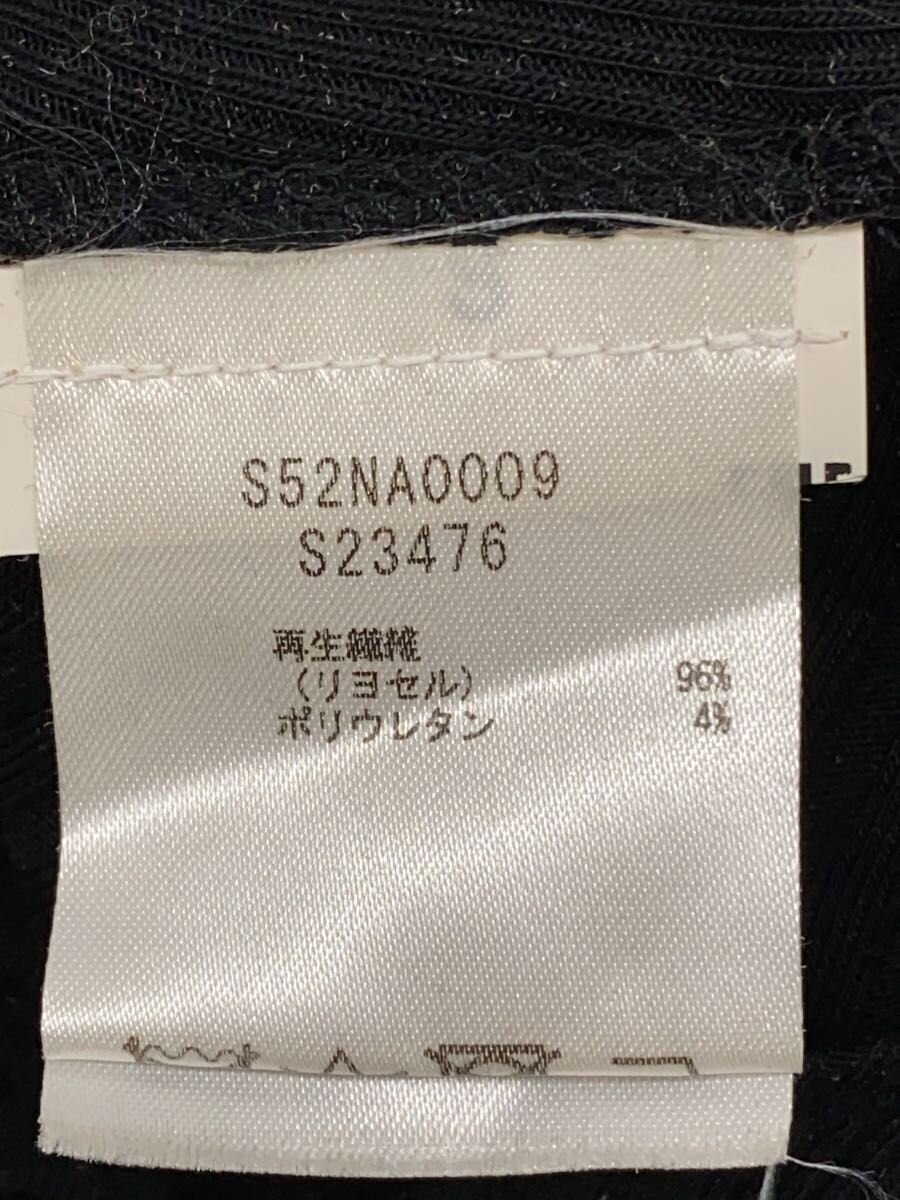 S52NA0009
S23476
再生繊維
(リヨセル) 96%
ポリウレタン 4%